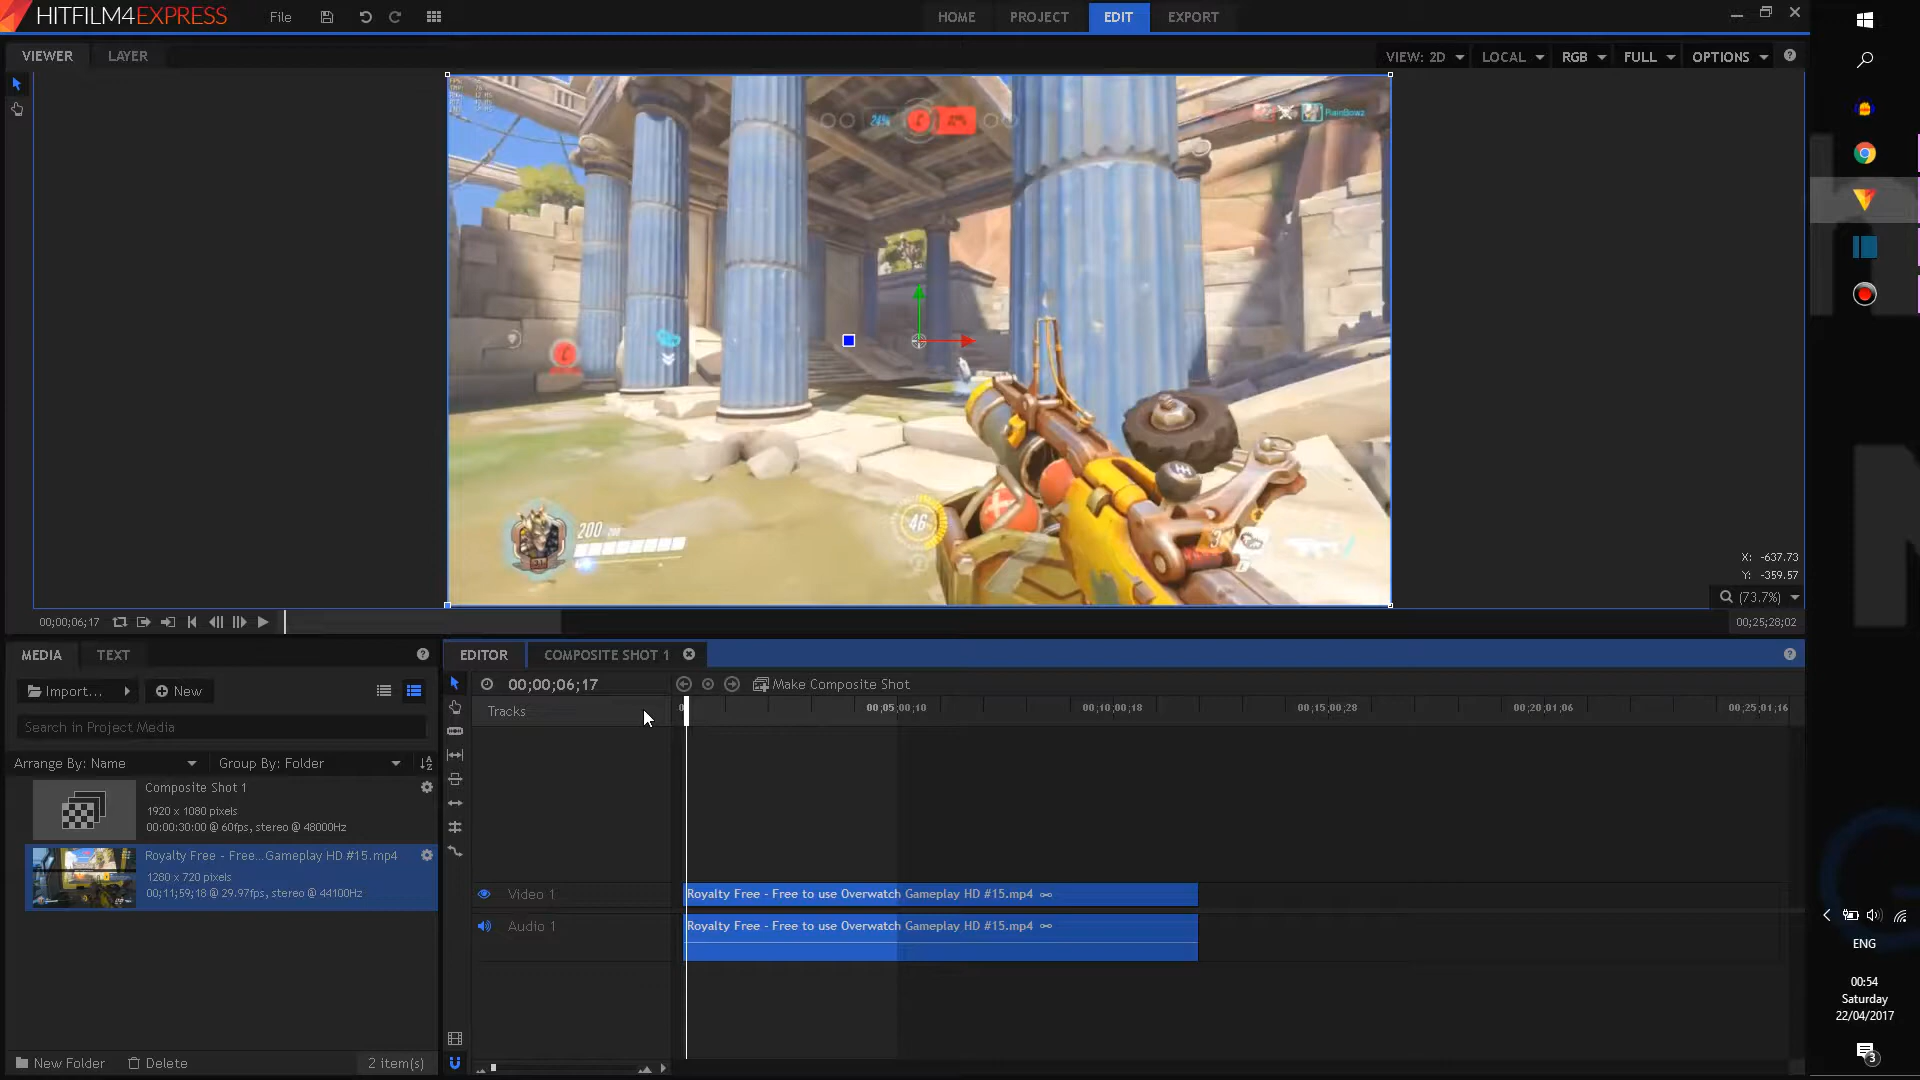 HITFILM4EXPRESS
File
HOME
PROJECT
EDIT
EXPORT
VIEWER
LAYER
VIEW: 2D
LOCAL
RGB
FULL
OPTIONS
24%
PlainBowz
200
46
X: -637.73
Y: -359.57
(73.7%)
00;00;06;17
00;25;28;02
MEDIA
TEXT
EDITOR
COMPOSITE SHOT 1
Import...
New
00;00;06;17
Make Composite Shot
Tracks
00;05;00;10
00;10;00;18
00;15;00;28
00;20;01;06
00;25;01;16
Search in Project Media
Arrange By: Name
Group By: Folder
Composite Shot 1
1920 x 1080 pixels
00:00:30:00 @ 60fps, stereo @ 48000Hz
Royalty Free - Free...Gameplay HD #15.mp4
1280 x 720 pixels
00;11;59;18 @ 29.97fps, stereo @ 44100Hz
Video 1
Royalty Free - Free to use Overwatch Gameplay HD #15.mp4
Audio 1
Royalty Free - Free to use Overwatch Gameplay HD #15.mp4
New Folder
Delete
2 item(s)
ENG
00:54
Saturday
22/04/2017
3